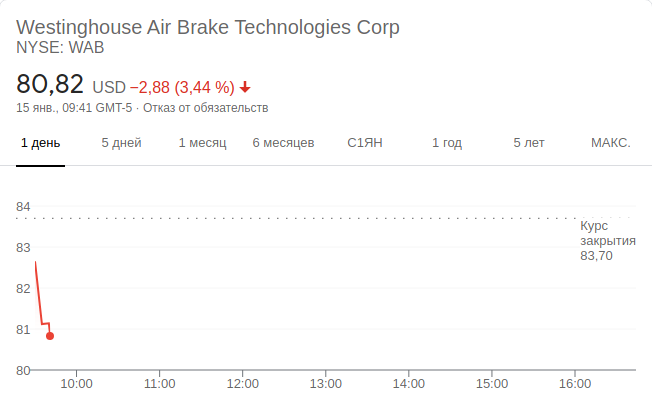 Westinghouse Air Brake Technologies Corp
NYSE: WAB
80,82 USD −2,88 (3,44 %)
15 янв., 09:41 GMT-5 · Отказ от обязательств
1 день 5 дней 1 месяц 6 месяцев С1ЯН 1 год 5 лет МАКС.
84
Курс
закрытия
83,70
83
82
81
80
10:00 11:00 12:00 13:00 14:00 15:00 16:00